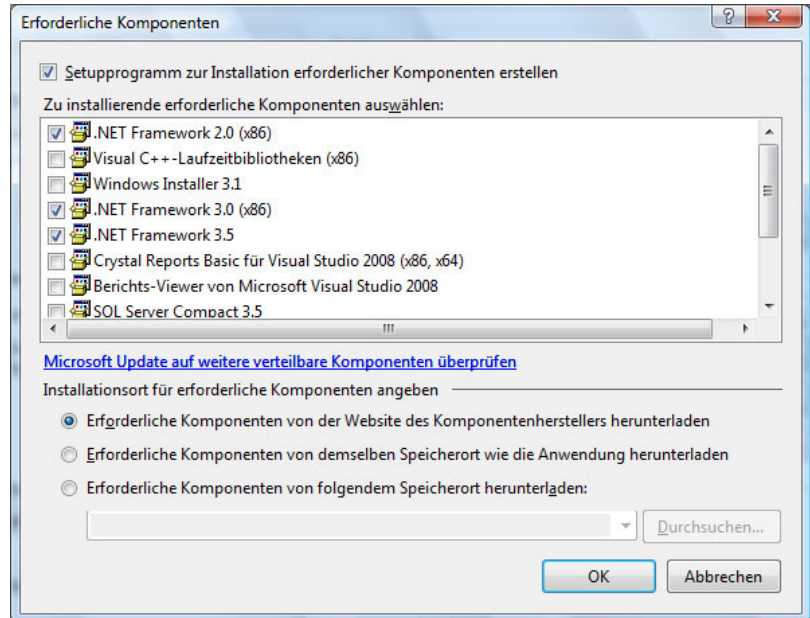 Erforderliche Komponenten
Setupprogramm zur Installation erforderlicher Komponenten erstellen
Zu installierende erforderliche Komponenten auswählen:
.NET Framework 2.0 (x86)
Visual C++-Laufzeitbibliotheken (x86)
Windows Installer 3.1
.NET Framework 3.0 (x86)
.NET Framework 3.5
Crystal Reports Basic für Visual Studio 2008 (x86, x64)
Berichts-Viewer von Microsoft Visual Studio 2008
SQL Server Compact 3.5
Microsoft Update auf weitere verteilbare Komponenten überprüfen
Installationsort für erforderliche Komponenten angeben
Erforderliche Komponenten von der Website des Komponentenherstellers herunterladen
Erforderliche Komponenten von demselben Speicherort wie die Anwendung herunterladen
Erforderliche Komponenten von folgendem Speicherort herunterladen:
Durchsuchen...
OK
Abbrechen